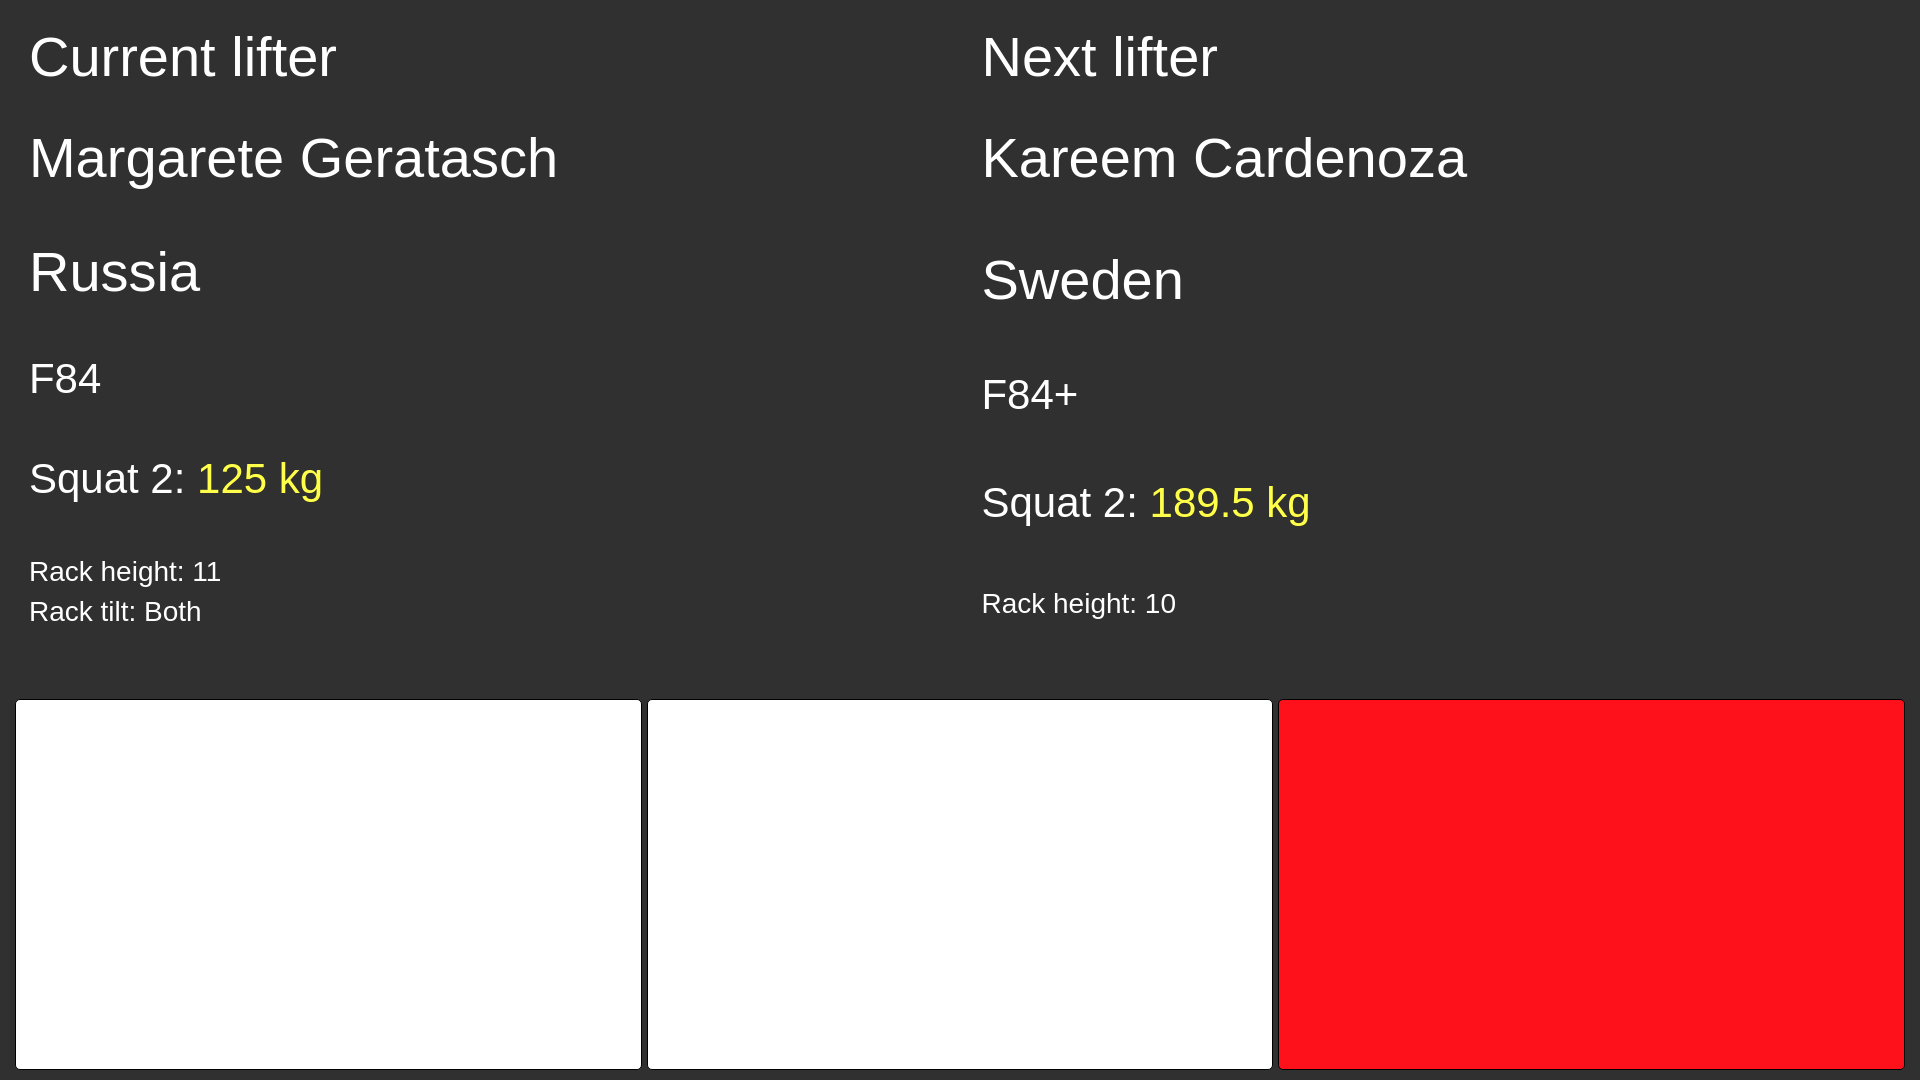 Current lifter
Margarete Geratasch
Russia
F84
Squat 2: 125 kg
Rack height: 11
Rack tilt: Both
Next lifter
Kareem Cardenoza
Sweden
F84+
Squat 2: 189.5 kg
Rack height: 10